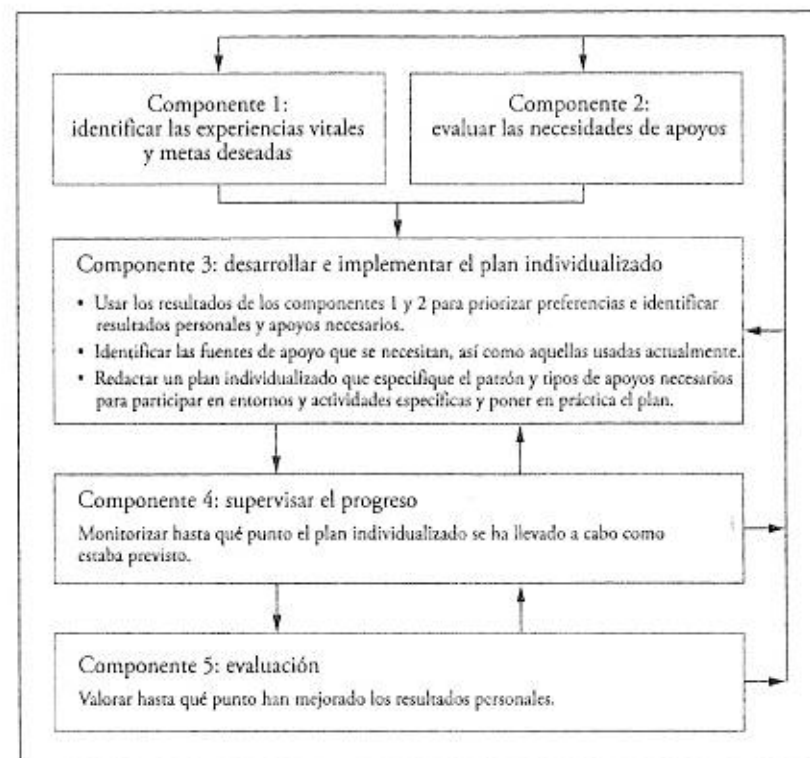 Componente 1:
identificar las experiencias vitales
y metas deseadas
Componente 2:
evaluar las necesidades de apoyos
Componente 3: desarrollar e implementar el plan individualizado
• Usar los resultados de los componentes 1 y 2 para priorizar preferencias e identificar
resultados personales y apoyos necesarios.
• Identificar las fuentes de apoyo que se necesitan, así como aquellas usadas actualmente.
• Redactar un plan individualizado que especifique el patrón y tipos de apoyos necesarios
para participar en entornos y actividades específicas y poner en práctica el plan.
Componente 4: supervisar el progreso
Monitorizar hasta qué punto el plan individualizado se ha llevado a cabo como
estaba previsto.
Componente 5: evaluación
Valorar hasta qué punto han mejorado los resultados personales.